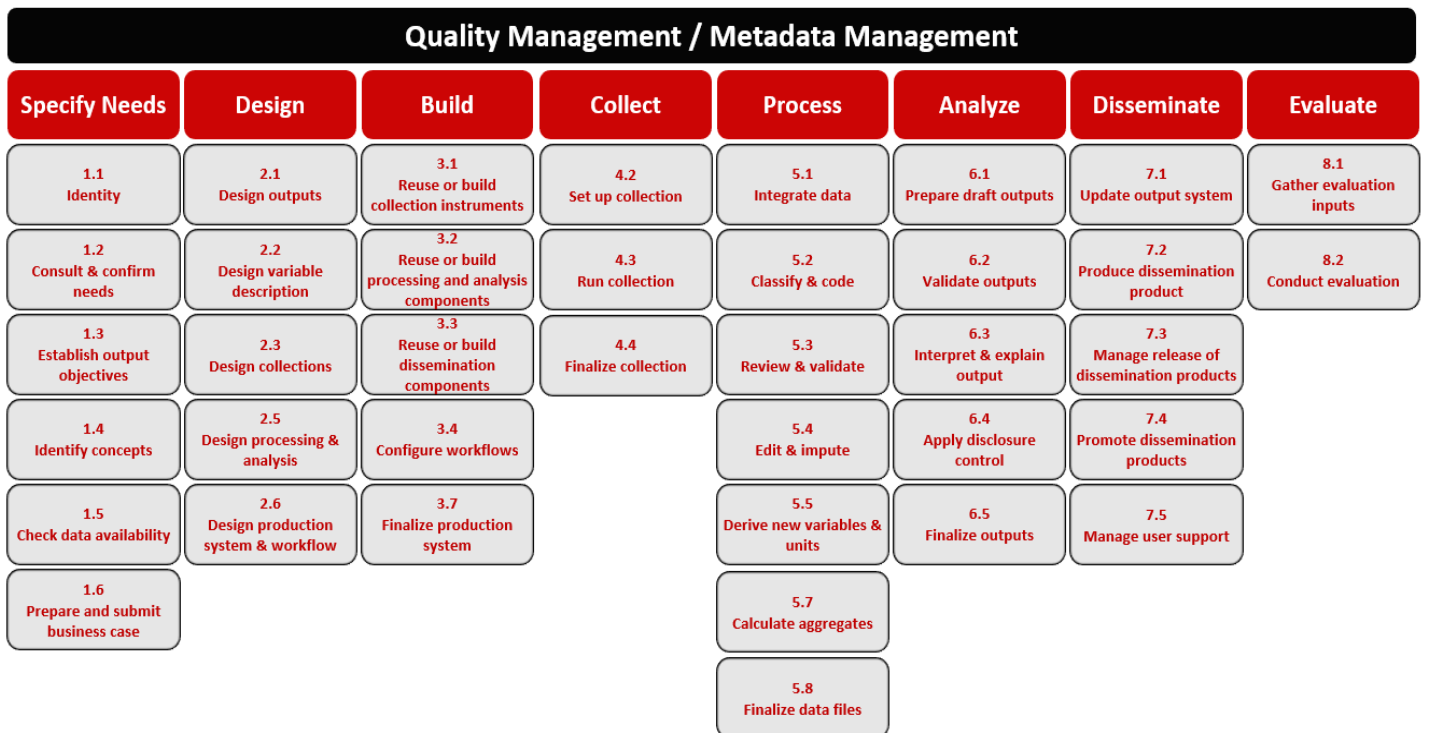 Quality Management / Metadata Management
Specify Needs
Design
Build
Collect
Process
Analyze
Disseminate
Evaluate
1.1
Identity
1.2
Consult & confirm
needs
1.3
Establish output
objectives
1.4
Identify concepts
1.5
Check data availability
1.6
Prepare and submit
business case
2.1
Design outputs
2.2
Design variable
description
2.3
Design collections
2.5
Design processing &
analysis
2.6
Design production
system & workflow
3.1
Reuse or build
collection instruments
3.2
Reuse or build
processing and analysis
components
3.3
Reuse or build
dissemination
components
3.4
Configure workflows
3.7
Finalize production
system
4.2
Set up collection
4.3
Run collection
4.4
Finalize collection
5.1
Integrate data
5.2
Classify & code
5.3
Review & validate
5.4
Edit & impute
5.5
Derive new variables &
units
5.7
Calculate aggregates
5.8
Finalize data files
6.1
Prepare draft outputs
6.2
Validate outputs
6.3
Interpret & explain
output
6.4
Apply disclosure
control
6.5
Finalize outputs
7.1
Update output system
7.2
Produce dissemination
product
7.3
Manage release of
dissemination products
7.4
Promote dissemination
products
7.5
Manage user support
8.1
Gather evaluation
inputs
8.2
Conduct evaluation